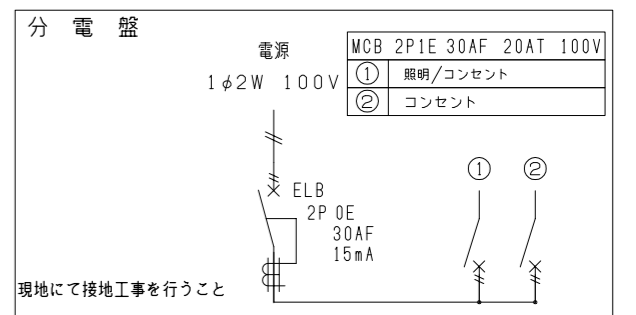 分電盤
電源
1φ2W 100V
MCB 2P1E 30AF 20AT 100V
① 照明/コンセント
② コンセント
① ②
ELB
2P 0E
30AF
15mA
現地にて接地工事を行うこと